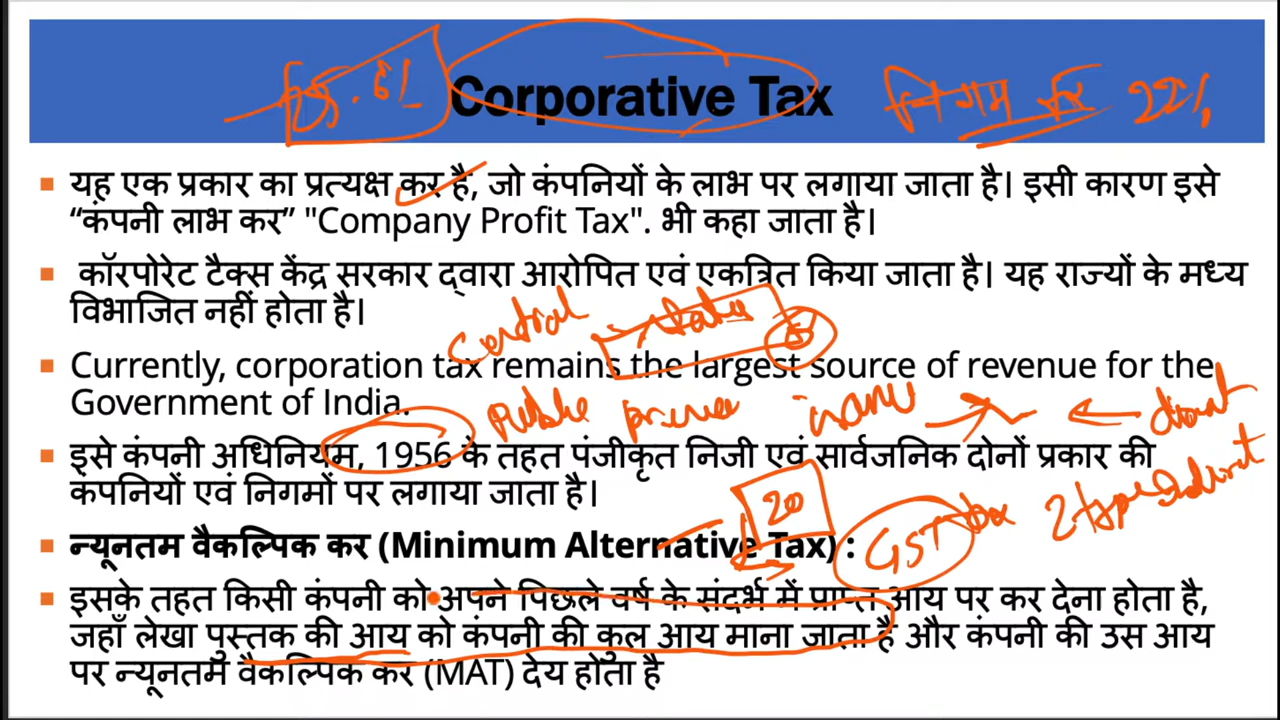 Corporative Tax निगम कर 22%
यह एक प्रकार का प्रत्यक्ष कर है, जो कंपनियों के लाभ पर लगाया जाता है। इसी कारण इसे
“कंपनी लाभ कर” "Company Profit Tax". भी कहा जाता है।
कॉरपोरेट टैक्स केंद्र सरकार द्वारा आरोपित एवं एकत्रित किया जाता है। यह राज्यों के मध्य
विभाजित नहीं होता है।
Central States
Currently, corporation tax remains the largest source of revenue for the
Government of India.
Public
direct
इसे कंपनी अधिनियम, 1956 के तहत पंजीकृत निजी एवं सार्वजनिक दोनों प्रकार की
कंपनियों एवं निगमों पर लगाया जाता है।
20
GST tax 2 type
न्यूनतम वैकल्पिक कर (Minimum Alternative Tax) :
इसके तहत किसी कंपनी को अपने पिछले वर्ष के संदर्भ में प्राप्त आय पर कर देना होता है,
जहाँ लेखा पुस्तक की आय को कंपनी की कुल आय माना जाता है और कंपनी की उस आय
पर न्यूनतम वैकल्पिक कर (MAT) देय होता है